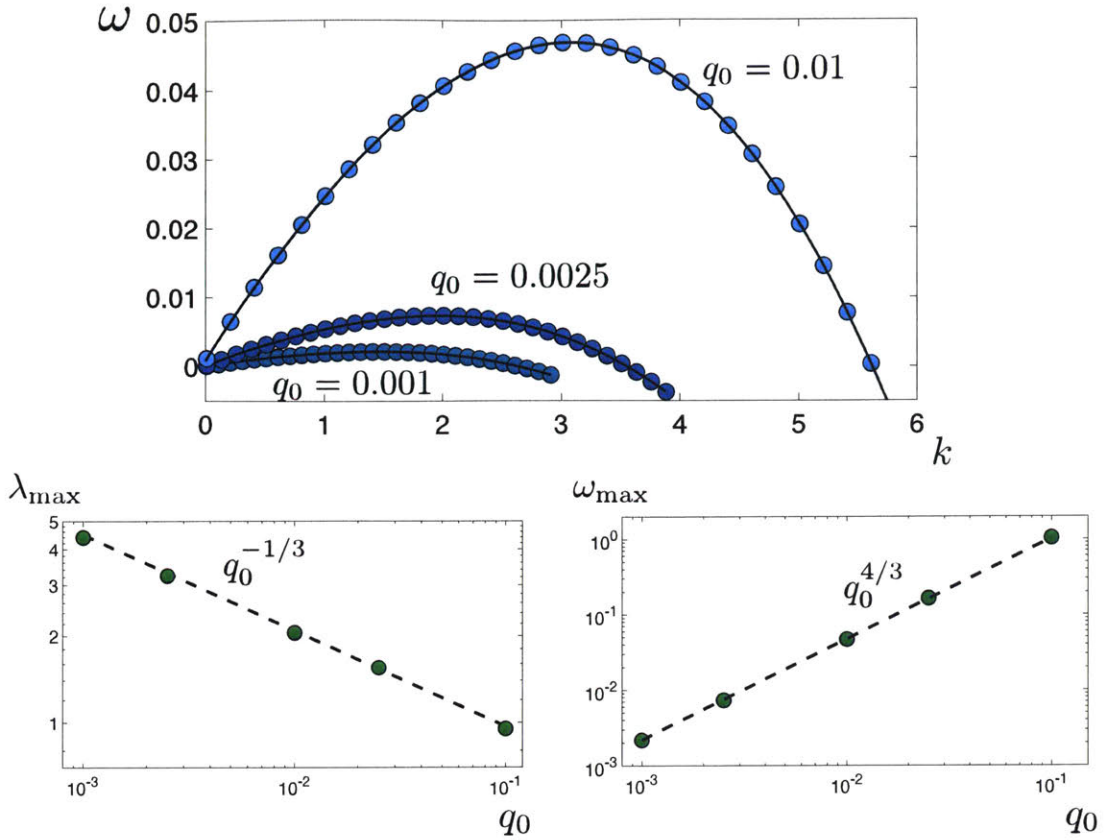 ω
0.05
0.04
0.03
0.02
0.01
0
q₀ = 0.01
q₀ = 0.0025
q₀ = 0.001
0 1 2 3 4 5 6
k
λmax
5
4
3
2
1
q₀^−1/3
10⁻³ 10⁻² 10⁻¹
q₀
ωmax
10⁰
10⁻¹
10⁻²
10⁻³
q₀^4/3
10⁻³ 10⁻² 10⁻¹
q₀